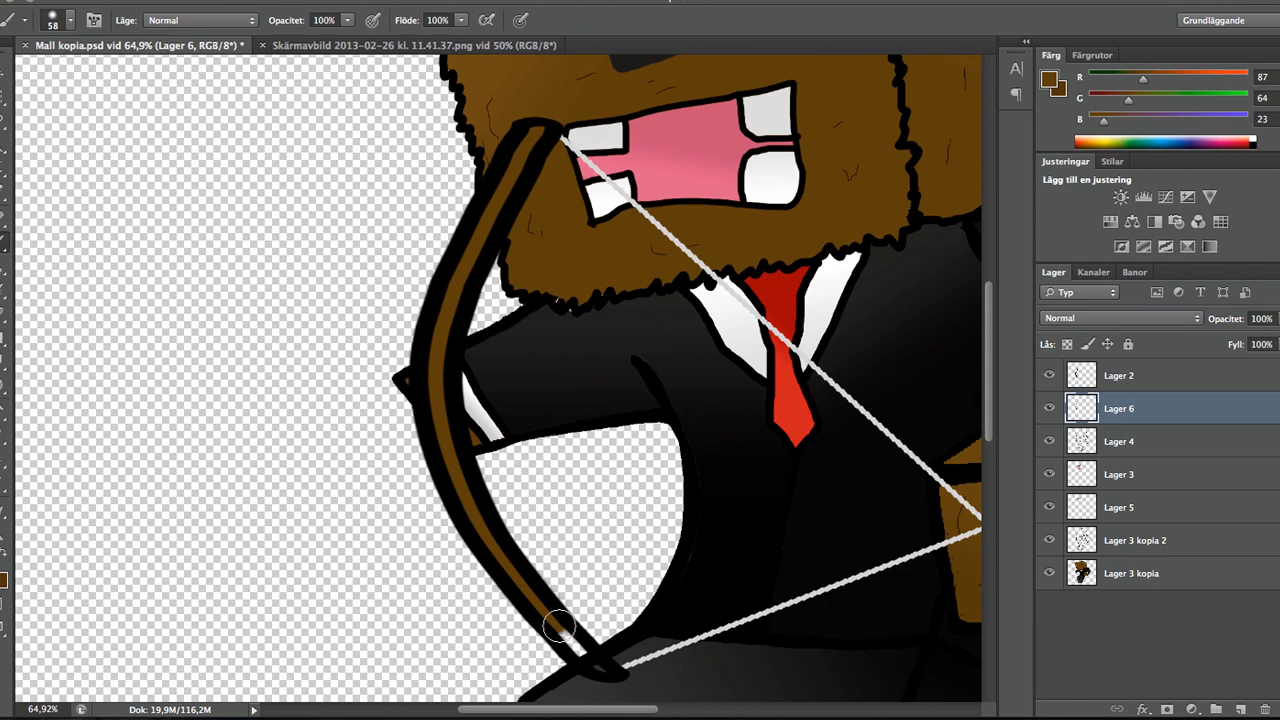 58 Läge: Normal Opacitet: 100% Flöde: 100% Grundläggande
× Mall kopia.psd vid 64,9% (Lager 6, RGB/8*) * × Skärmavbild 2013-02-26 kl. 11.41.37.png vid 50% (RGB/8*)
Färg Färgrutor
R 87
G 64
B 23
Justeringar Stilar
Lägg till en justering
Lager Kanaler Banor
Typ
Normal Opacitet: 100%
Lås: Fyll: 100%
Lager 2
Lager 6
Lager 4
Lager 3
Lager 5
Lager 3 kopia 2
Lager 3 kopia
64,92% Dok: 19,9M/116,2M